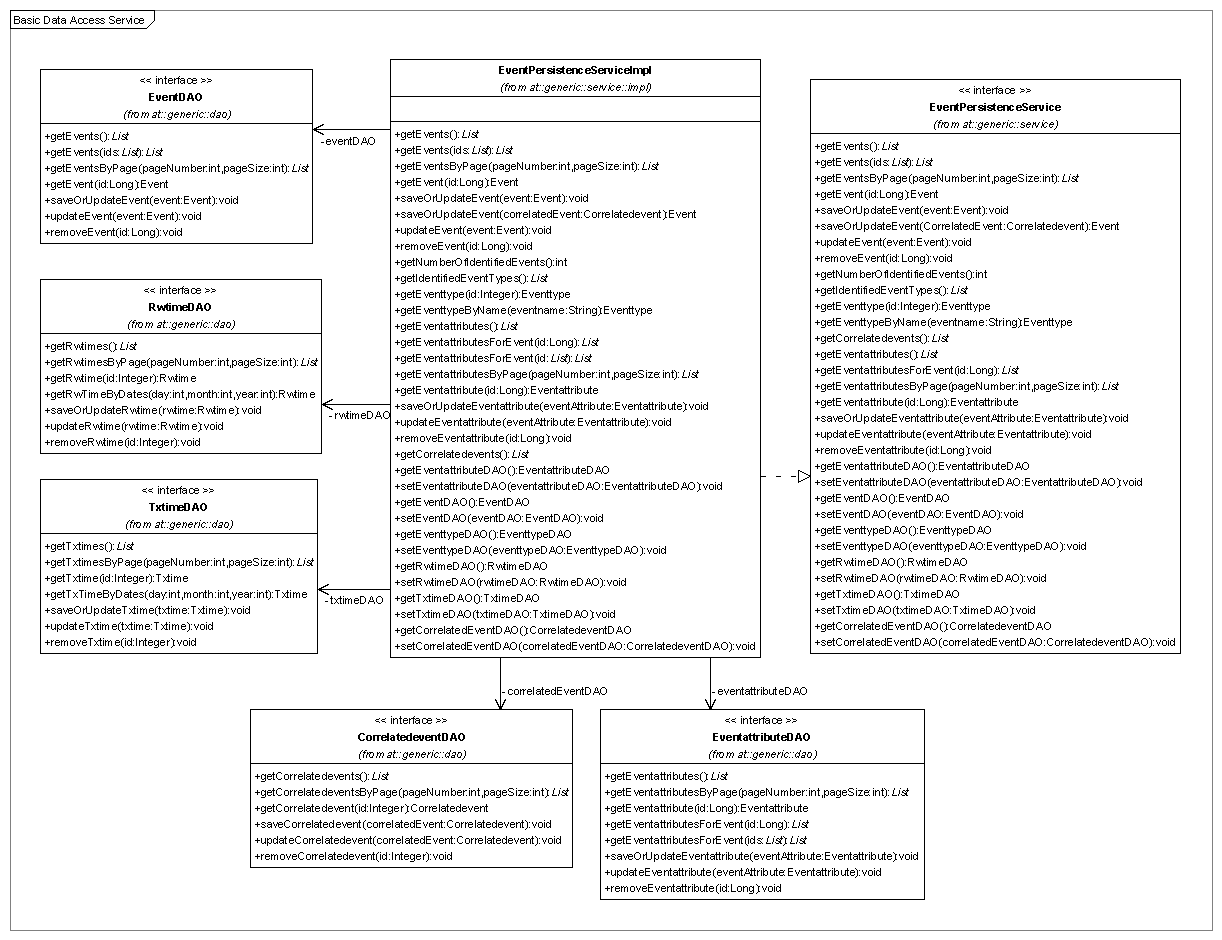 Basic Data Access Service
<< interface >>
EventDAO
(from at::generic::dao)
+getEvents():List
+getEvents(ids:List):List
+getEventsByPage(pageNumber:int,pageSize:int):List
+getEvent(id:Long):Event
+saveOrUpdateEvent(event:Event):void
+updateEvent(event:Event):void
+removeEvent(id:Long):void
-eventDAO
<< interface >>
RwtimeDAO
(from at::generic::dao)
+getRwtimes():List
+getRwtimesByPage(pageNumber:int,pageSize:int):List
+getRwtime(id:Integer):Rwtime
+getRwTimeByDates(day:int,month:int,year:int):Rwtime
+saveOrUpdateRwtime(rwtime:Rwtime):void
+updateRwtime(rwtime:Rwtime):void
+removeRwtime(id:Integer):void
-rwtimeDAO
<< interface >>
TxtimeDAO
(from at::generic::dao)
+getTxtimes():List
+getTxtimesByPage(pageNumber:int,pageSize:int):List
+getTxtime(id:Integer):Txtime
+getTxTimeByDates(day:int,month:int,year:int):Txtime
+saveOrUpdateTxtime(txtime:Txtime):void
+updateTxtime(txtime:Txtime):void
+removeTxtime(id:Integer):void
-txtimeDAO
EventPersistenceServiceImpl
(from at::generic::service::impl)
+getEvents():List
+getEvents(ids:List):List
+getEventsByPage(pageNumber:int,pageSize:int):List
+getEvent(id:Long):Event
+saveOrUpdateEvent(event:Event):void
+saveOrUpdateEvent(correlatedEvent:Correlatedevent):Event
+updateEvent(event:Event):void
+removeEvent(id:Long):void
+getNumberOfIdentifiedEvents():int
+getIdentifiedEventTypes():List
+getEventtype(id:Integer):Eventtype
+getEventtypeByName(eventname:String):Eventtype
+getEventattributes():List
+getEventattributesForEvent(id:Long):List
+getEventattributesForEvent(id:List):List
+getEventattributesByPage(pageNumber:int,pageSize:int):List
+getEventattribute(id:Long):Eventattribute
+saveOrUpdateEventattribute(eventAttribute:Eventattribute):void
+updateEventattribute(eventAttribute:Eventattribute):void
+removeEventattribute(id:Long):void
+getCorrelatedevents():List
+getEventattributeDAO():EventattributeDAO
+setEventattributeDAO(eventattributeDAO:EventattributeDAO):void
+getEventDAO():EventDAO
+setEventDAO(eventDAO:EventDAO):void
+getEventtypeDAO():EventtypeDAO
+setEventtypeDAO(eventtypeDAO:EventtypeDAO):void
+getRwtimeDAO():RwtimeDAO
+setRwtimeDAO(rwtimeDAO:RwtimeDAO):void
+getTxtimeDAO():TxtimeDAO
+setTxtimeDAO(txtimeDAO:TxtimeDAO):void
+getCorrelatedEventDAO():CorrelatedeventDAO
+setCorrelatedEventDAO(correlatedEventDAO:CorrelatedeventDAO):void
<< interface >>
EventPersistenceService
(from at::generic::service)
+getEvents():List
+getEvents(ids:List):List
+getEventsByPage(pageNumber:int,pageSize:int):List
+getEvent(id:Long):Event
+saveOrUpdateEvent(event:Event):void
+saveOrUpdateEvent(CorrelatedEvent:Correlatedevent):Event
+updateEvent(event:Event):void
+removeEvent(id:Long):void
+getNumberOfIdentifiedEvents():int
+getIdentifiedEventTypes():List
+getEventtype(id:Integer):Eventtype
+getEventtypeByName(eventname:String):Eventtype
+getCorrelatedevents():List
+getEventattributes():List
+getEventattributesForEvent(id:Long):List
+getEventattributesByPage(pageNumber:int,pageSize:int):List
+getEventattribute(id:Long):Eventattribute
+saveOrUpdateEventattribute(eventAttribute:Eventattribute):void
+updateEventattribute(eventAttribute:Eventattribute):void
+removeEventattribute(id:Long):void
+getEventattributeDAO():EventattributeDAO
+setEventattributeDAO(eventattributeDAO:EventattributeDAO):void
+getEventDAO():EventDAO
+setEventDAO(eventDAO:EventDAO):void
+getEventtypeDAO():EventtypeDAO
+setEventtypeDAO(eventtypeDAO:EventtypeDAO):void
+getRwtimeDAO():RwtimeDAO
+setRwtimeDAO(rwtimeDAO:RwtimeDAO):void
+getTxtimeDAO():TxtimeDAO
+setTxtimeDAO(txtimeDAO:TxtimeDAO):void
+getCorrelatedEventDAO():CorrelatedeventDAO
+setCorrelatedEventDAO(correlatedEventDAO:CorrelatedeventDAO):void
-correlatedEventDAO
-eventattributeDAO
<< interface >>
CorrelatedeventDAO
(from at::generic::dao)
+getCorrelatedevents():List
+getCorrelatedeventsByPage(pageNumber:int,pageSize:int):List
+getCorrelatedevent(id:Integer):Correlatedevent
+saveCorrelatedevent(correlatedEvent:Correlatedevent):void
+updateCorrelatedevent(correlatedEvent:Correlatedevent):void
+removeCorrelatedevent(id:Integer):void
<< interface >>
EventattributeDAO
(from at::generic::dao)
+getEventattributes():List
+getEventattributesByPage(pageNumber:int,pageSize:int):List
+getEventattribute(id:Long):Eventattribute
+getEventattributesForEvent(id:Long):List
+getEventattributesForEvent(ids:List):List
+saveOrUpdateEventattribute(eventAttribute:Eventattribute):void
+updateEventattribute(eventAttribute:Eventattribute):void
+removeEventattribute(id:Long):void